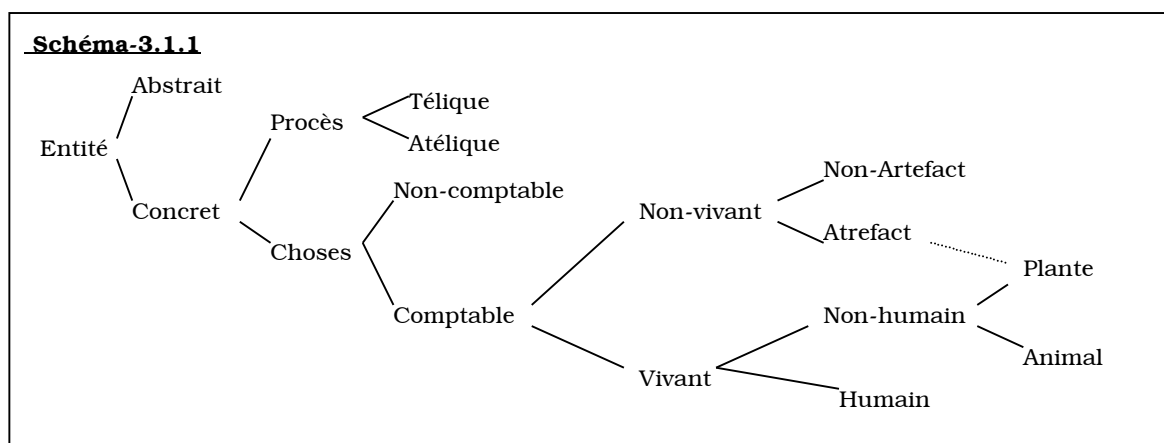 Schéma-3.1.1
Abstrait
Télique
Procès
Atélique
Entité
Non-Artefact
Non-comptable
Concret
Non-vivant
Atrefact
Choses
Plante
Comptable
Non-humain
Animal
Vivant
Humain